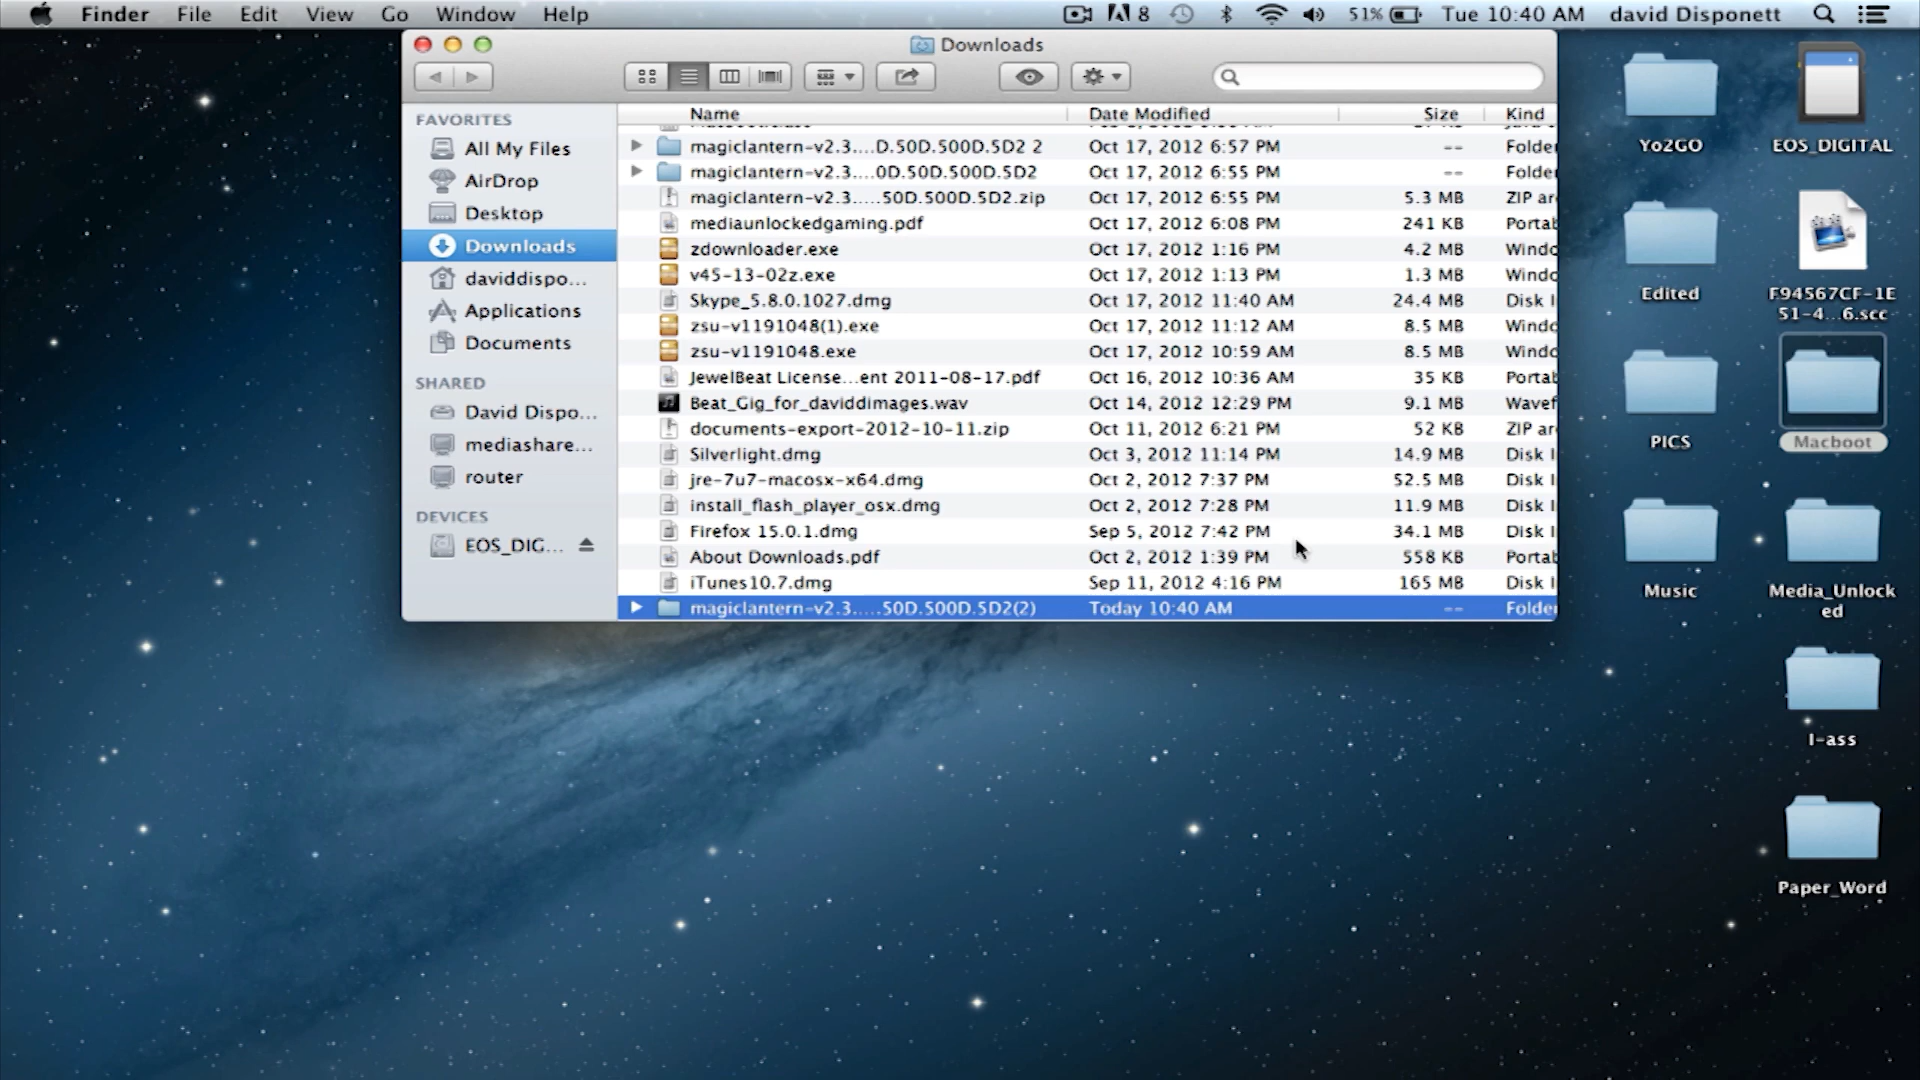 Finder File Edit View Go Window Help 8 51% Tue 10:40 AM david Disponett
Downloads
FAVORITES
All My Files
AirDrop
Desktop
Downloads
daviddispo...
Applications
Documents
SHARED
David Dispo...
mediashare...
router
DEVICES
EOS_DIG...
Name Date Modified Size Kind
magiclantern-v2.3....D.50D.500D.5D2 2 Oct 17, 2012 6:57 PM -- Folder
magiclantern-v2.3....0D.50D.500D.5D2 Oct 17, 2012 6:55 PM -- Folder
magiclantern-v2.3.....50D.500D.5D2.zip Oct 17, 2012 6:55 PM 5.3 MB ZIP ar
mediaunlockedgaming.pdf Oct 17, 2012 6:08 PM 241 KB Portab
zdownloader.exe Oct 17, 2012 1:16 PM 4.2 MB Windo
v45-13-02z.exe Oct 17, 2012 1:13 PM 1.3 MB Windo
Skype_5.8.0.1027.dmg Oct 17, 2012 11:40 AM 24.4 MB Disk I
zsu-v1191048(1).exe Oct 17, 2012 11:12 AM 8.5 MB Windo
zsu-v1191048.exe Oct 17, 2012 10:59 AM 8.5 MB Windo
JewelBeat License...ent 2011-08-17.pdf Oct 16, 2012 10:36 AM 35 KB Portab
Beat_Gig_for_daviddimages.wav Oct 14, 2012 12:29 PM 9.1 MB Wavef
documents-export-2012-10-11.zip Oct 11, 2012 6:21 PM 52 KB ZIP ar
Silverlight.dmg Oct 3, 2012 11:14 PM 14.9 MB Disk I
jre-7u7-macosx-x64.dmg Oct 2, 2012 7:37 PM 52.5 MB Disk I
install_flash_player_osx.dmg Oct 2, 2012 7:28 PM 11.9 MB Disk I
Firefox 15.0.1.dmg Sep 5, 2012 7:42 PM 34.1 MB Disk I
About Downloads.pdf Oct 2, 2012 1:39 PM 558 KB Portab
iTunes10.7.dmg Sep 11, 2012 4:16 PM 165 MB Disk I
magiclantern-v2.3.....50D.500D.5D2(2) Today 10:40 AM -- Folder
Yo2GO
EOS_DIGITAL
Edited
F94567CF-1E
51-4...6.scc
PICS
Macboot
Music
Media_Unlock
ed
I-ass
Paper_Word